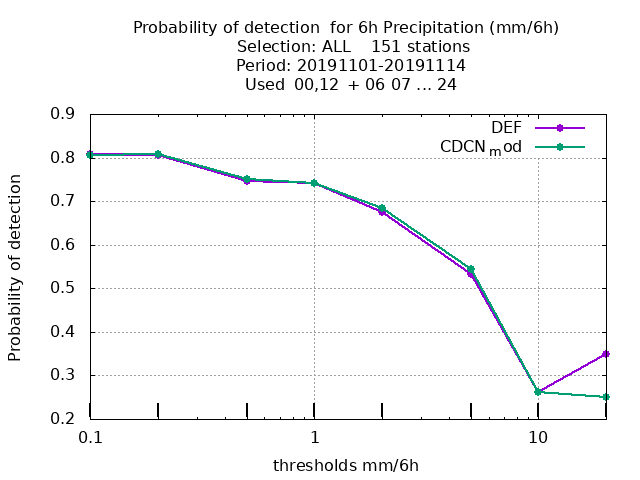 Probability of detection  for 6h Precipitation (mm/6h)
Selection: ALL    151 stations
Period: 20191101-20191114
Used  00,12  + 06 07 ... 24
0.9
0.8
0.7
0.6
0.5
0.4
0.3
0.2
Probability of detection
DEF
CDCNmod
0.1
1
10
thresholds mm/6h